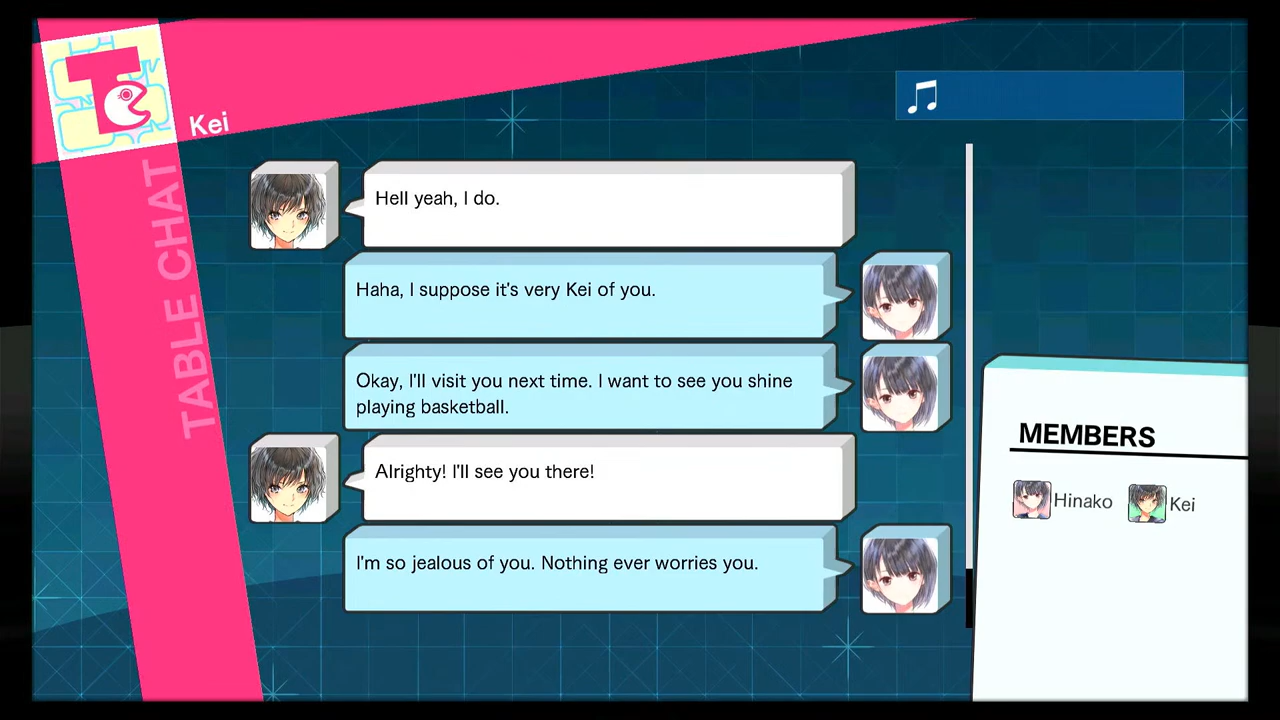 Kei
TABLE CHAT
Hell yeah, I do.
Haha, I suppose it's very Kei of you.
Okay, I'll visit you next time. I want to see you shine
playing basketball.
Alrighty! I'll see you there!
I'm so jealous of you. Nothing ever worries you.
MEMBERS
Hinako
Kei